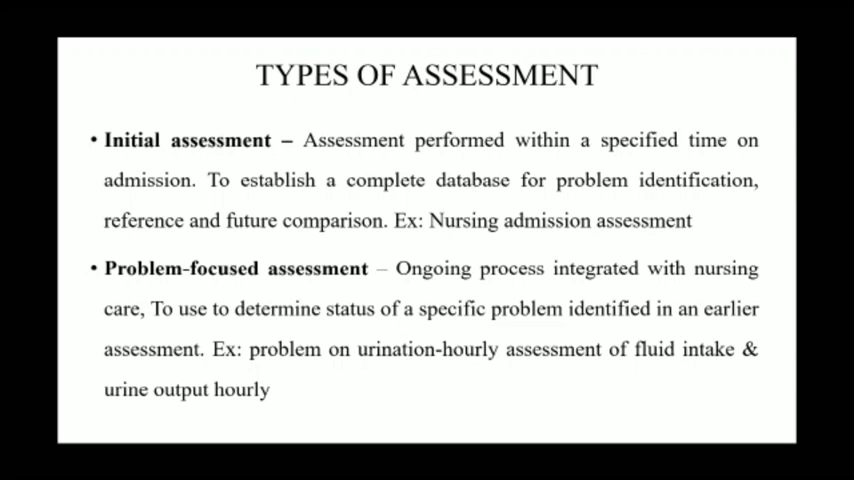 TYPES OF ASSESSMENT
• Initial assessment – Assessment performed within a specified time on
admission. To establish a complete database for problem identification,
reference and future comparison. Ex: Nursing admission assessment
• Problem-focused assessment – Ongoing process integrated with nursing
care, To use to determine status of a specific problem identified in an earlier
assessment. Ex: problem on urination-hourly assessment of fluid intake &
urine output hourly